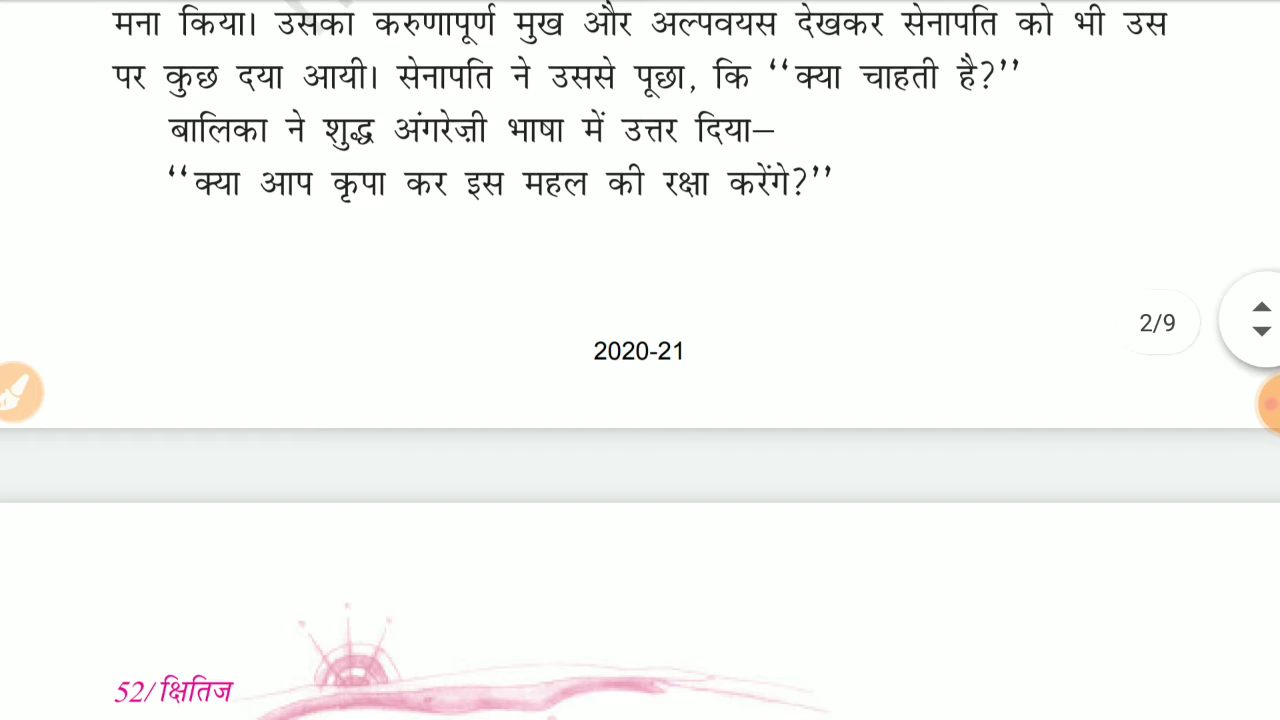 मना किया। उसका करुणापूर्ण मुख और अल्पवयस देखकर सेनापति को भी उस
पर कुछ दया आयी। सेनापति ने उससे पूछा, कि ‘‘क्या चाहती है?’’
बालिका ने शुद्ध अंगरेज़ी भाषा में उत्तर दिया–
‘‘क्या आप कृपा कर इस महल की रक्षा करेंगे?’’
2/9
2020-21
52/क्षितिज